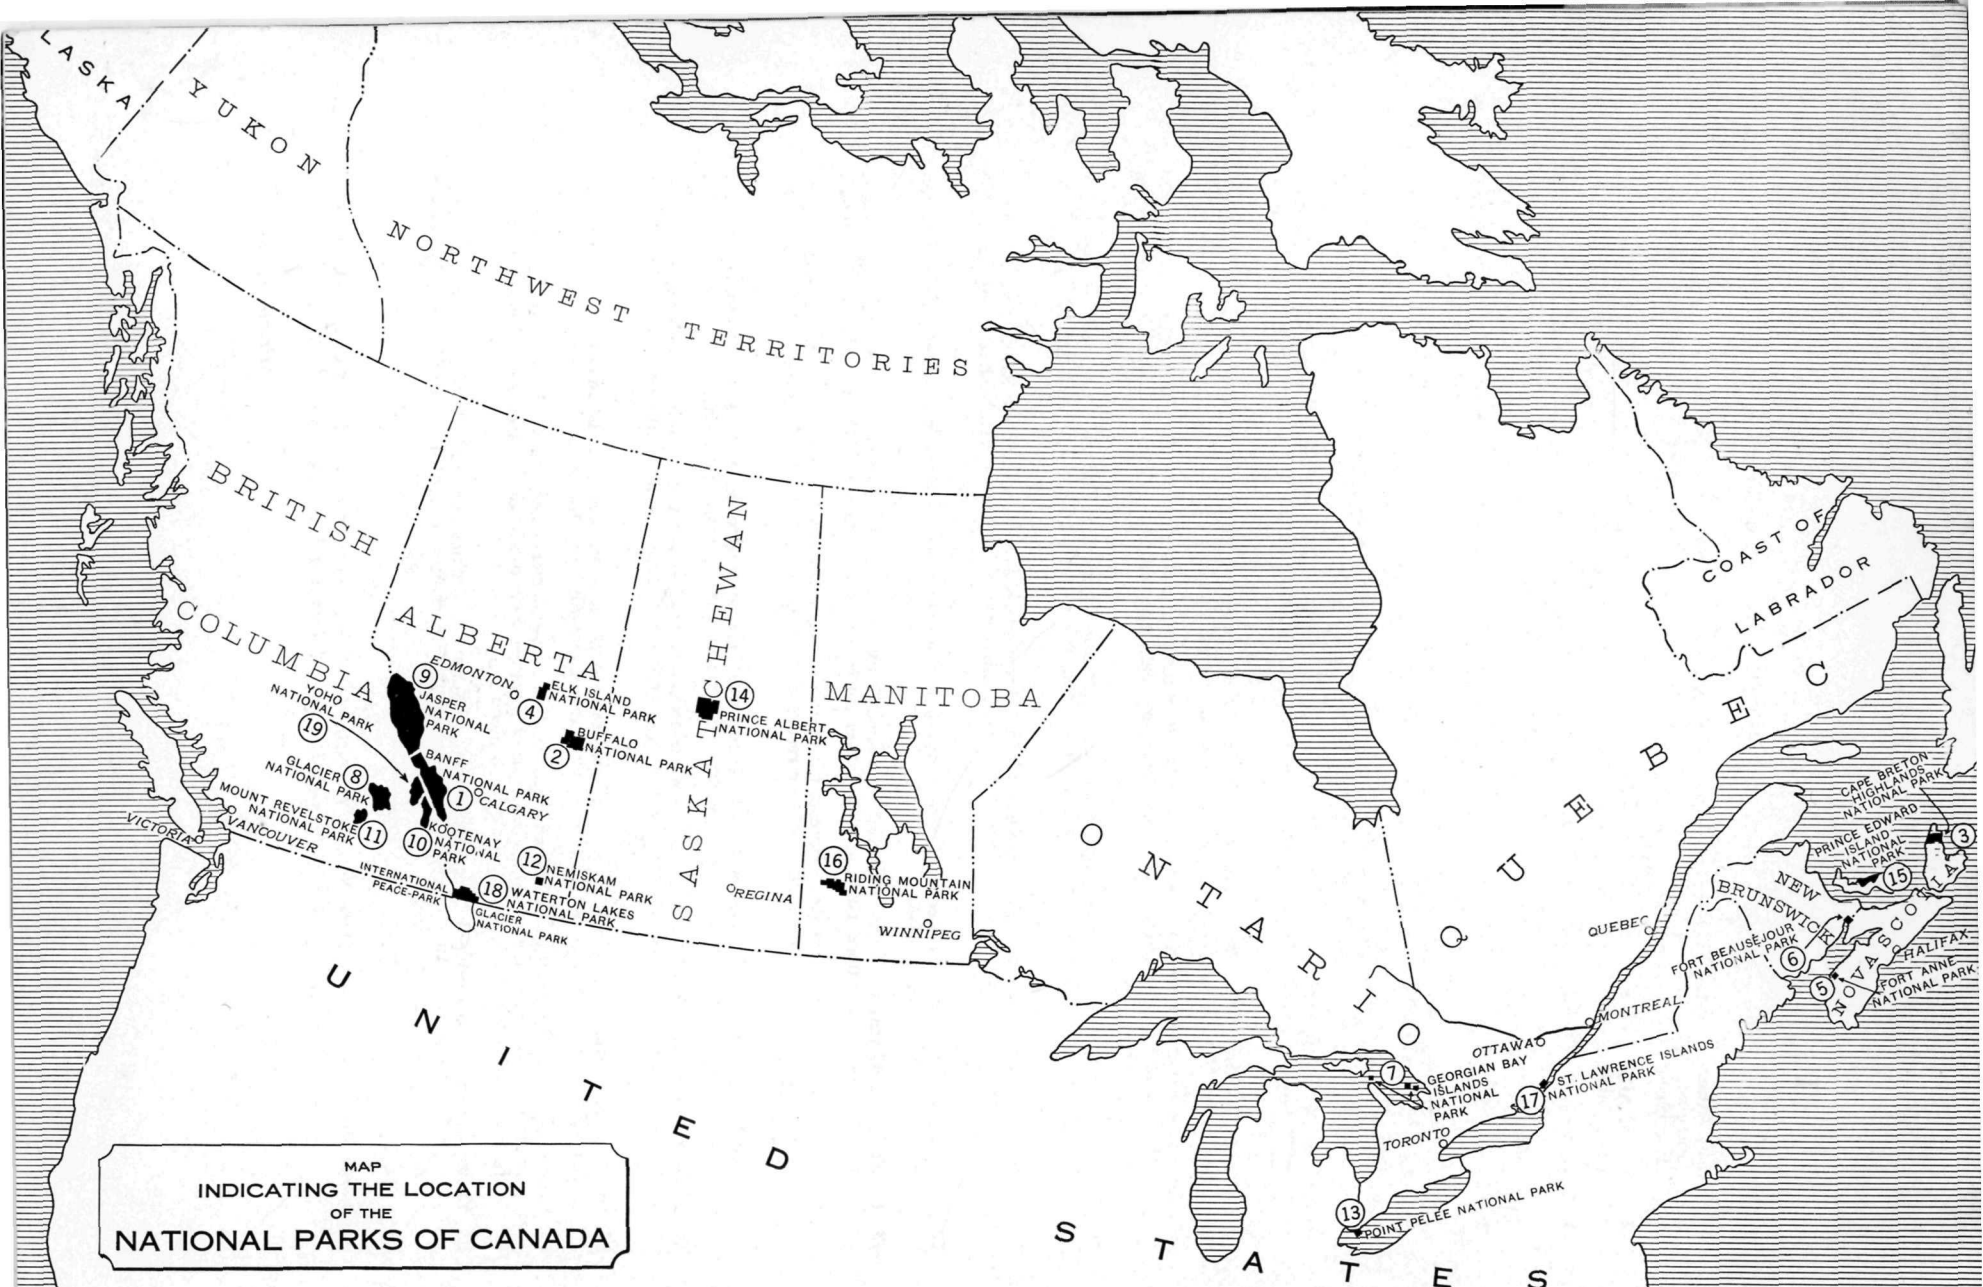 LASKA
YUKON
NORTHWEST TERRITORIES
BRITISH
COLUMBIA
ALBERTA
SASKATCHEWAN
MANITOBA
ONTARIO
QUEBEC
COAST OF
LABRADOR
9
EDMONTON
JASPER
NATIONAL
PARK
4
ELK ISLAND
NATIONAL PARK
2
BUFFALO
NATIONAL PARK
14
PRINCE ALBERT
NATIONAL PARK
YOHO
NATIONAL PARK
19
BANFF
NATIONAL PARK
1
CALGARY
GLACIER
NATIONAL PARK
8
MOUNT REVELSTOKE
NATIONAL PARK
11
VICTORIA
VANCOUVER
10
KOOTENAY
NATIONAL
PARK
12
NEMISKAM
NATIONAL PARK
INTERNATIONAL
PEACE-PARK
18
WATERTON LAKES
NATIONAL PARK
GLACIER
NATIONAL PARK
REGINA
16
RIDING MOUNTAIN
NATIONAL PARK
WINNIPEG
CAPE BRETON
HIGHLANDS
NATIONAL PARK
3
PRINCE EDWARD
ISLAND
NATIONAL
PARK
15
NEW
BRUNSWICK
NOVA SCOTIA
QUEBEC
FORT BEAUSEJOUR
NATIONAL PARK
6
HALIFAX
5
FORT ANNE
NATIONAL PARK
MONTREAL
OTTAWA
7
GEORGIAN BAY
ISLANDS
NATIONAL
PARK
17
ST. LAWRENCE ISLANDS
NATIONAL PARK
TORONTO
13
POINT PELEE NATIONAL PARK
UNITED
STATES
MAP
INDICATING THE LOCATION
OF THE
NATIONAL PARKS OF CANADA